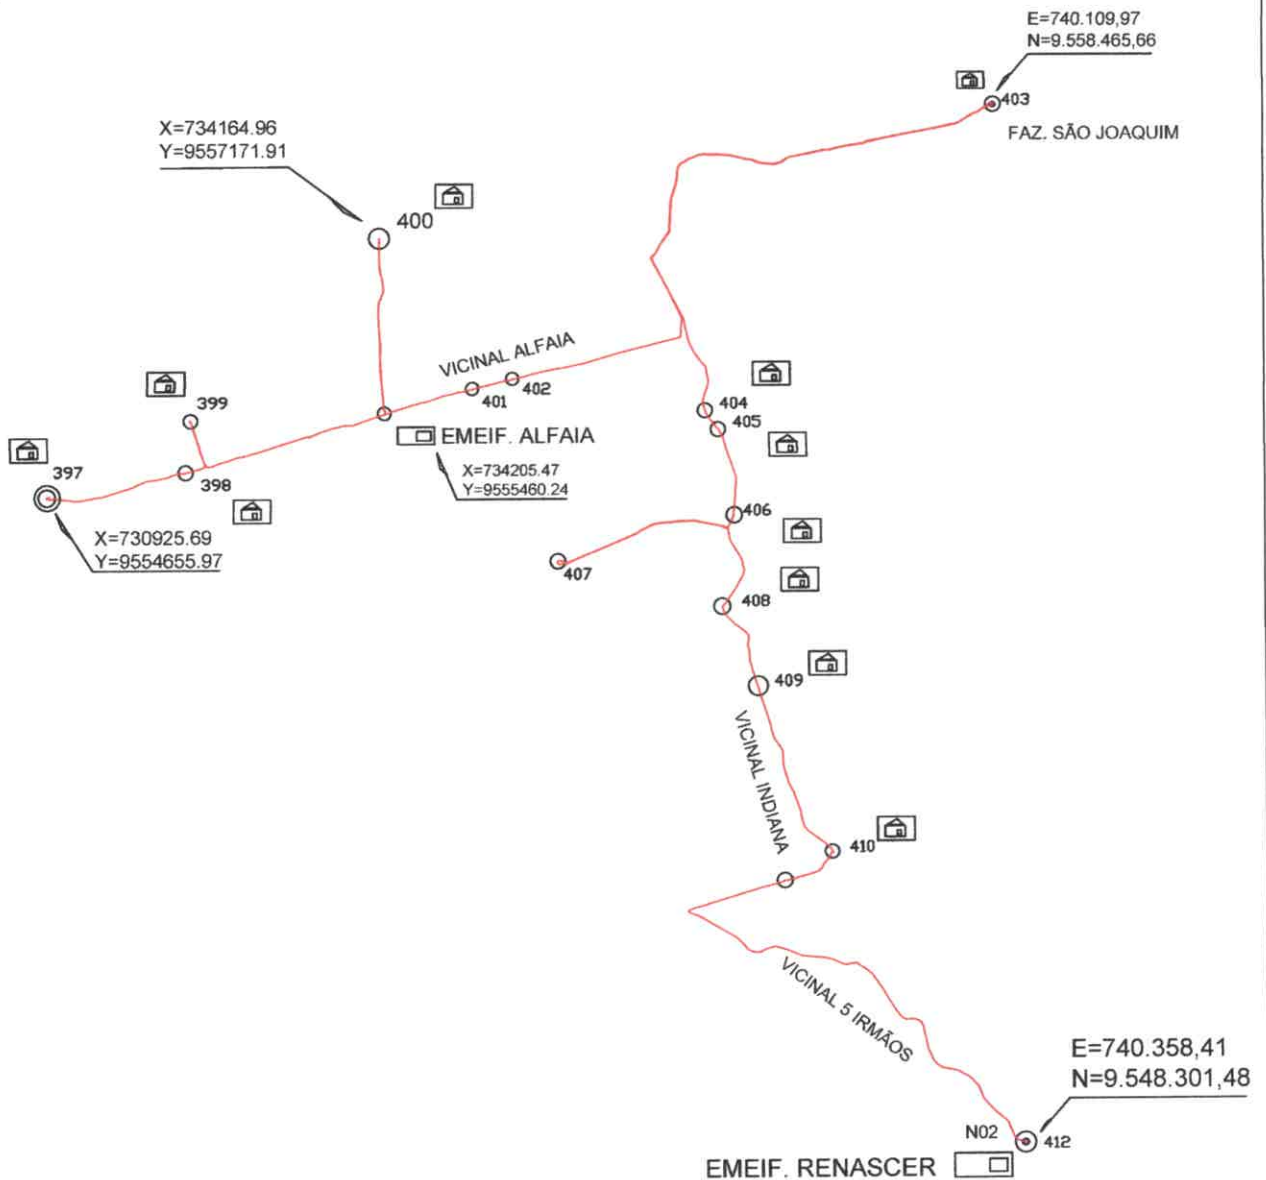 E=740.109,97
N=9.558.465,66
403
FAZ. SÃO JOAQUIM
X=734164.96
Y=9557171.91
400
VICINAL ALFAIA
402
401
399
EMEIF. ALFAIA
X=734205.47
Y=9555460.24
397
398
X=730925.69
Y=9554655.97
404
405
406
407
408
409
VICINAL INDIANA
410
VICINAL 5 IRMÃOS
E=740.358,41
N=9.548.301,48
N02
412
EMEIF. RENASCER